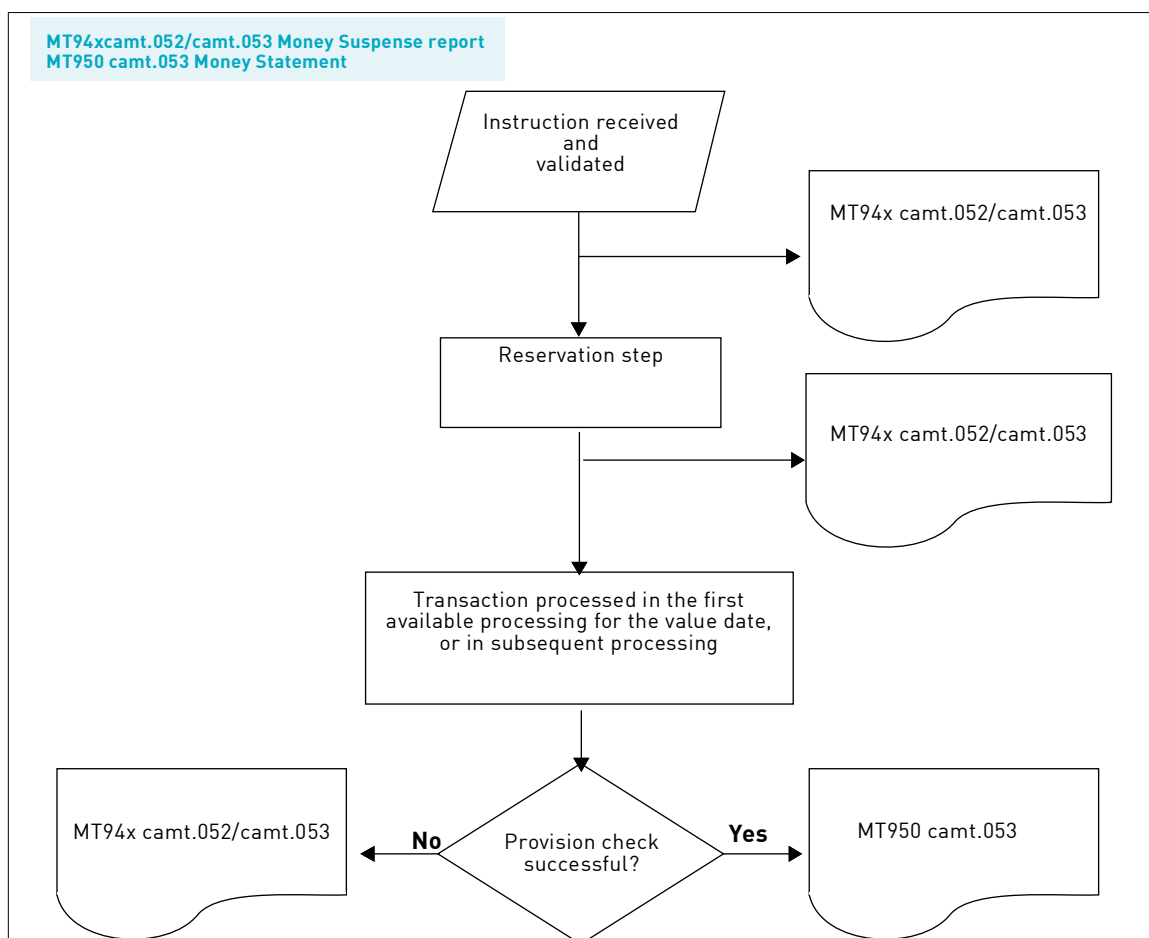 MT94xcamt.052/camt.053 Money Suspense report
MT950 camt.053 Money Statement
Instruction received
and
validated
MT94x camt.052/camt.053
Reservation step
MT94x camt.052/camt.053
Transaction processed in the first
available processing for the value date,
or in subsequent processing
MT94x camt.052/camt.053
No
Provision check
successful?
Yes
MT950 camt.053